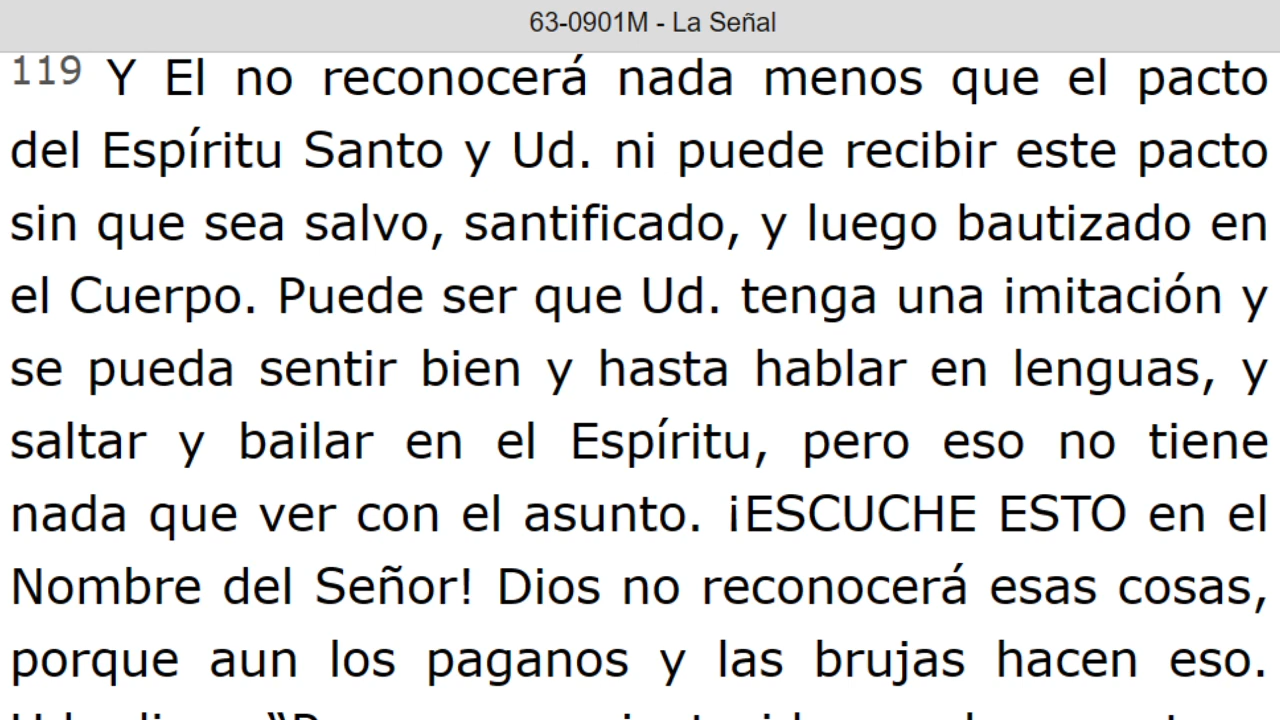 63-0901M - La Señal
119 Y El no reconocerá nada menos que el pacto
del Espíritu Santo y Ud. ni puede recibir este pacto
sin que sea salvo, santificado, y luego bautizado en
el Cuerpo. Puede ser que Ud. tenga una imitación y
se pueda sentir bien y hasta hablar en lenguas, y
saltar y bailar en el Espíritu, pero eso no tiene
nada que ver con el asunto. ¡ESCUCHE ESTO en el
Nombre del Señor! Dios no reconocerá esas cosas,
porque aun los paganos y las brujas hacen eso.